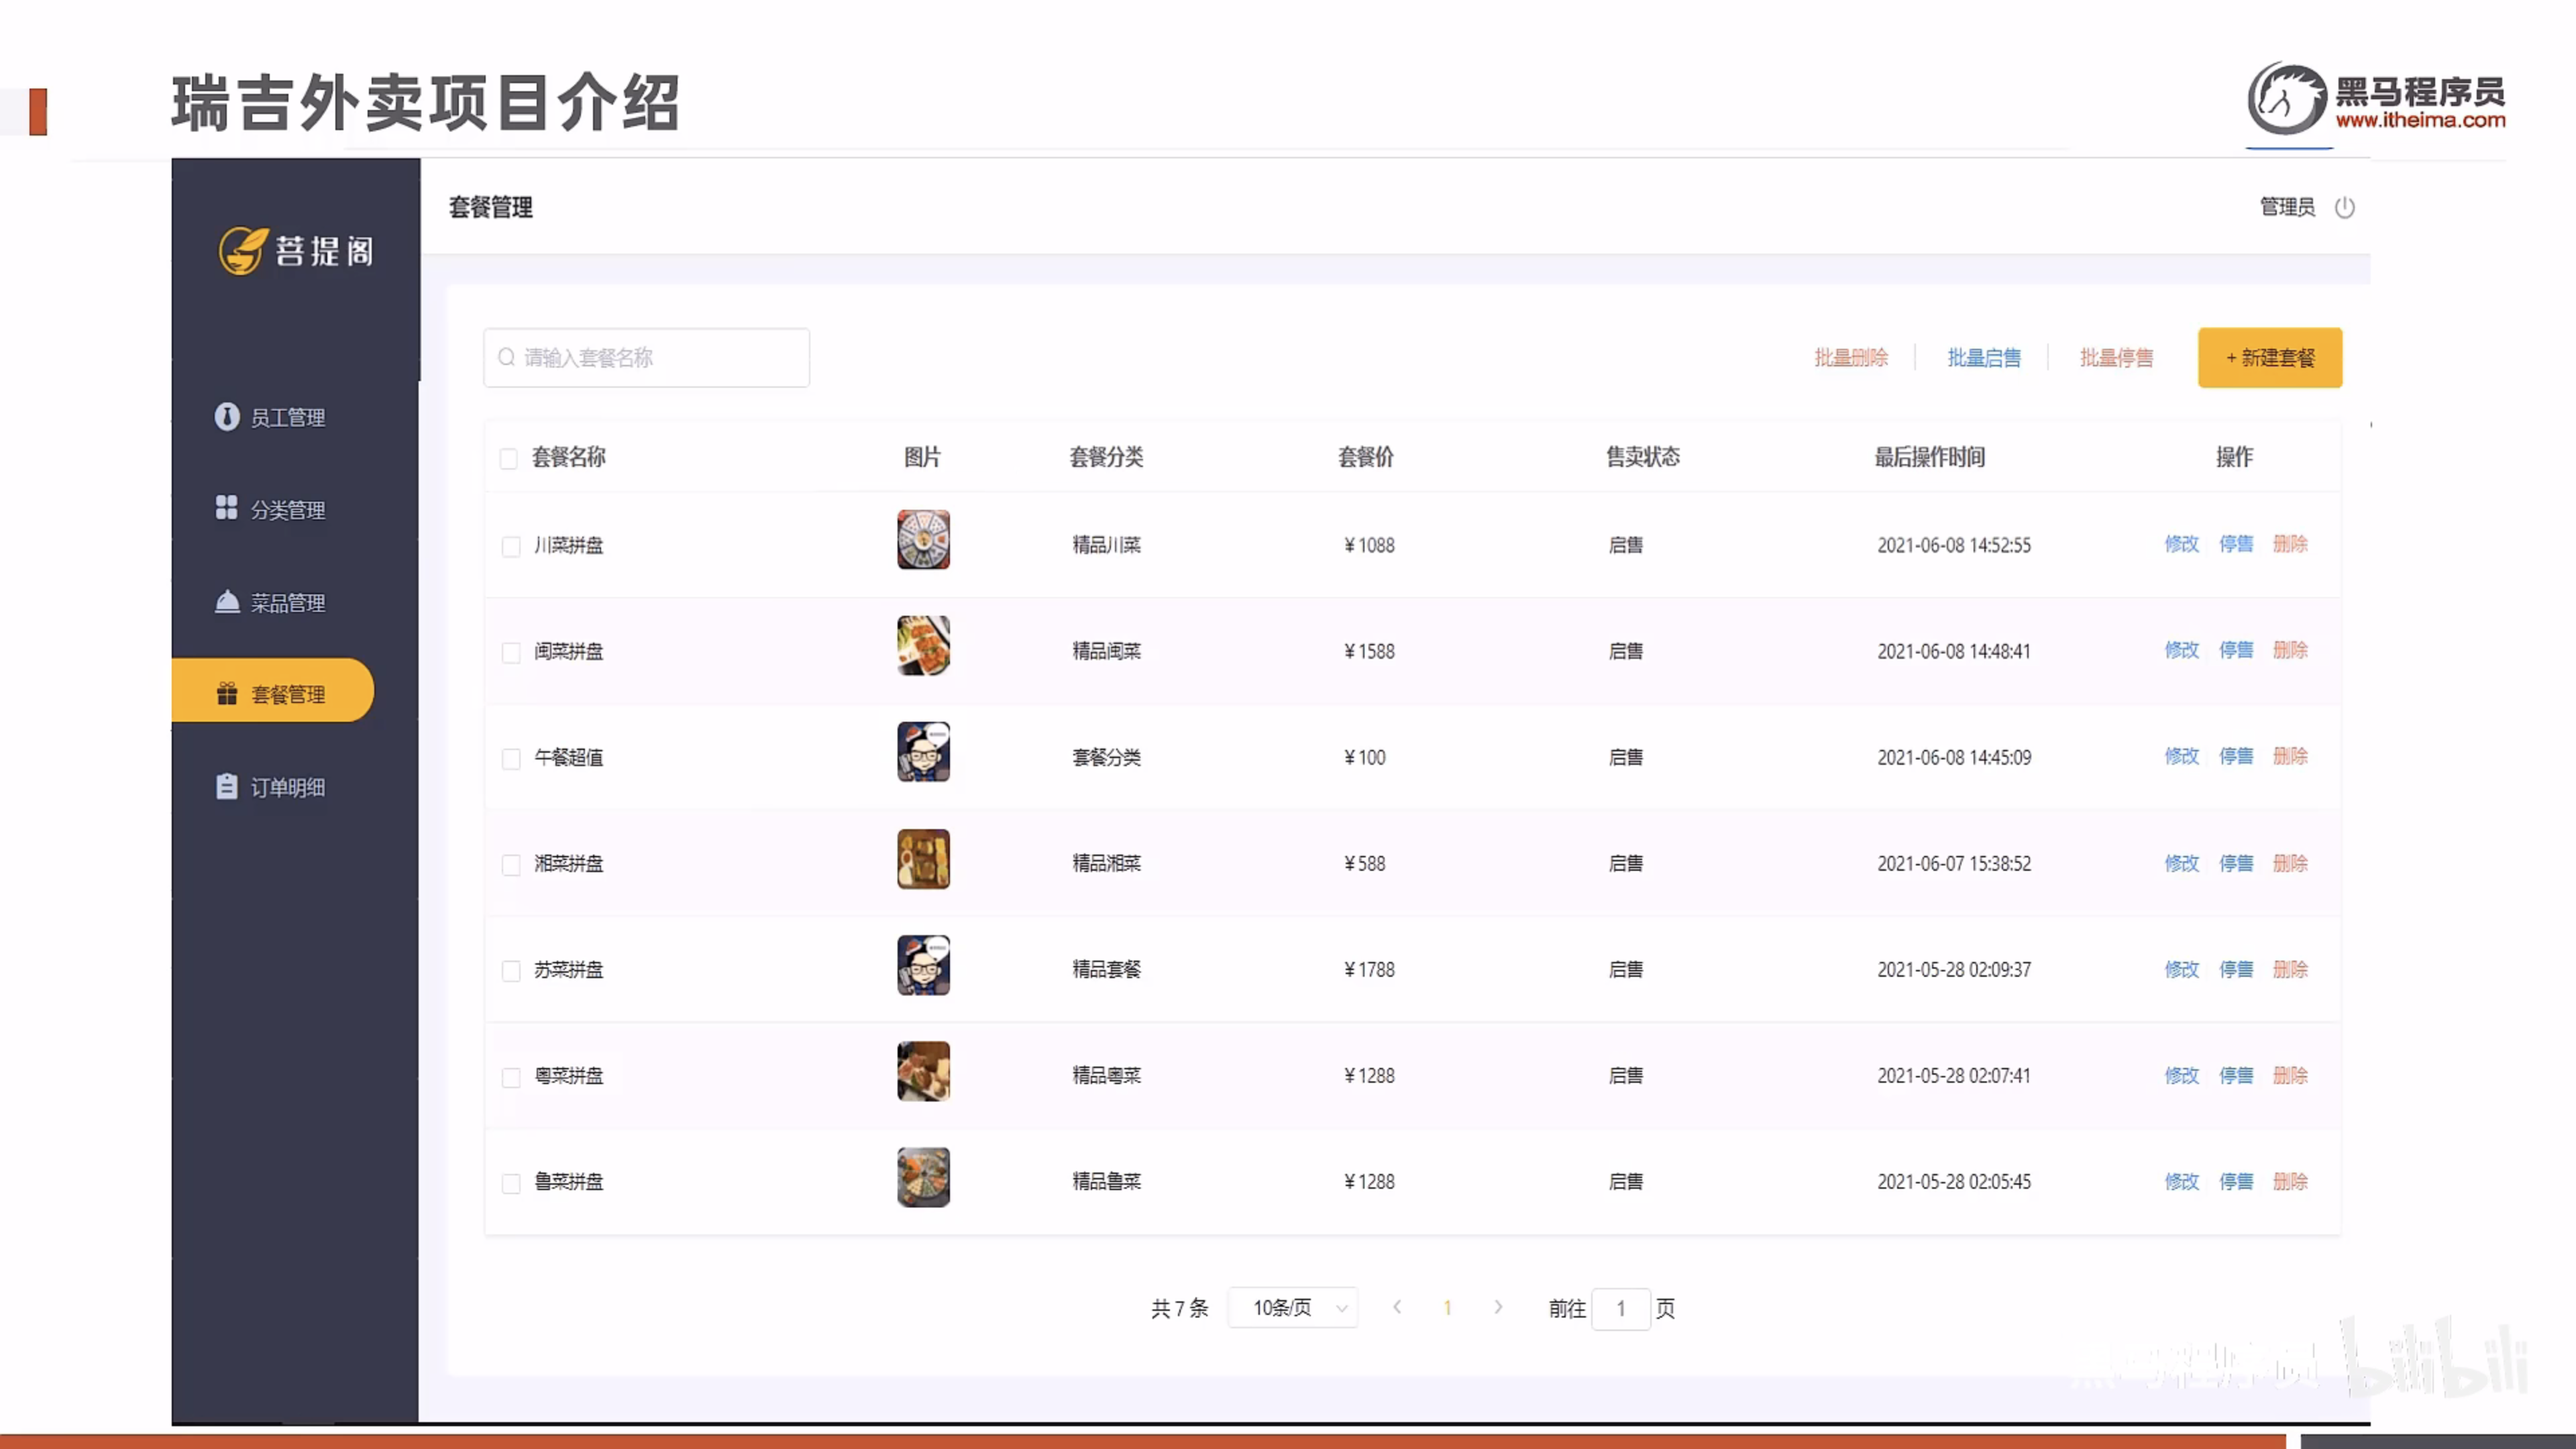 瑞吉外卖项目介绍
黑马程序员
www.itheima.com
菩提阁
套餐管理
管理员
员工管理
分类管理
菜品管理
套餐管理
订单明细
请输入套餐名称
批量删除 批量启售 批量停售 + 新建套餐
套餐名称 图片 套餐分类 套餐价 售卖状态 最后操作时间 操作
川菜拼盘 精品川菜 ¥1088 启售 2021-06-08 14:52:55 修改 停售 删除
闽菜拼盘 精品闽菜 ¥1588 启售 2021-06-08 14:48:41 修改 停售 删除
午餐超值 套餐分类 ¥100 启售 2021-06-08 14:45:09 修改 停售 删除
湘菜拼盘 精品湘菜 ¥588 启售 2021-06-07 15:38:52 修改 停售 删除
苏菜拼盘 精品套餐 ¥1788 启售 2021-05-28 02:09:37 修改 停售 删除
粤菜拼盘 精品粤菜 ¥1288 启售 2021-05-28 02:07:41 修改 停售 删除
鲁菜拼盘 精品鲁菜 ¥1288 启售 2021-05-28 02:05:45 修改 停售 删除
共 7 条 10条/页 1 前往 1 页
黑马程序员 bilibili